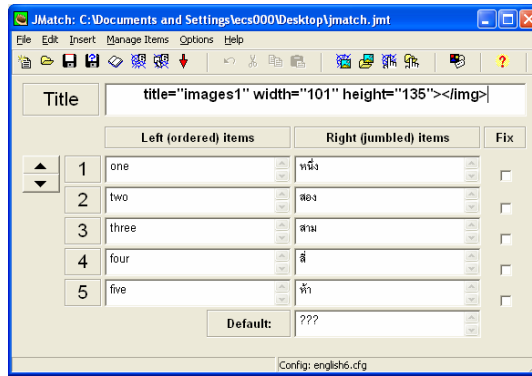 JMatch: C:\Documents and Settings\ecs000\Desktop\jmatch.jmt
File Edit Insert Manage Items Options Help
Title
title="images1" width="101" height="135"></img>
Left (ordered) items Right (jumbled) items Fix
1 one หนึ่ง
2 two สอง
3 three สาม
4 four สี่
5 five ห้า
Default: ???
Config: english6.cfg